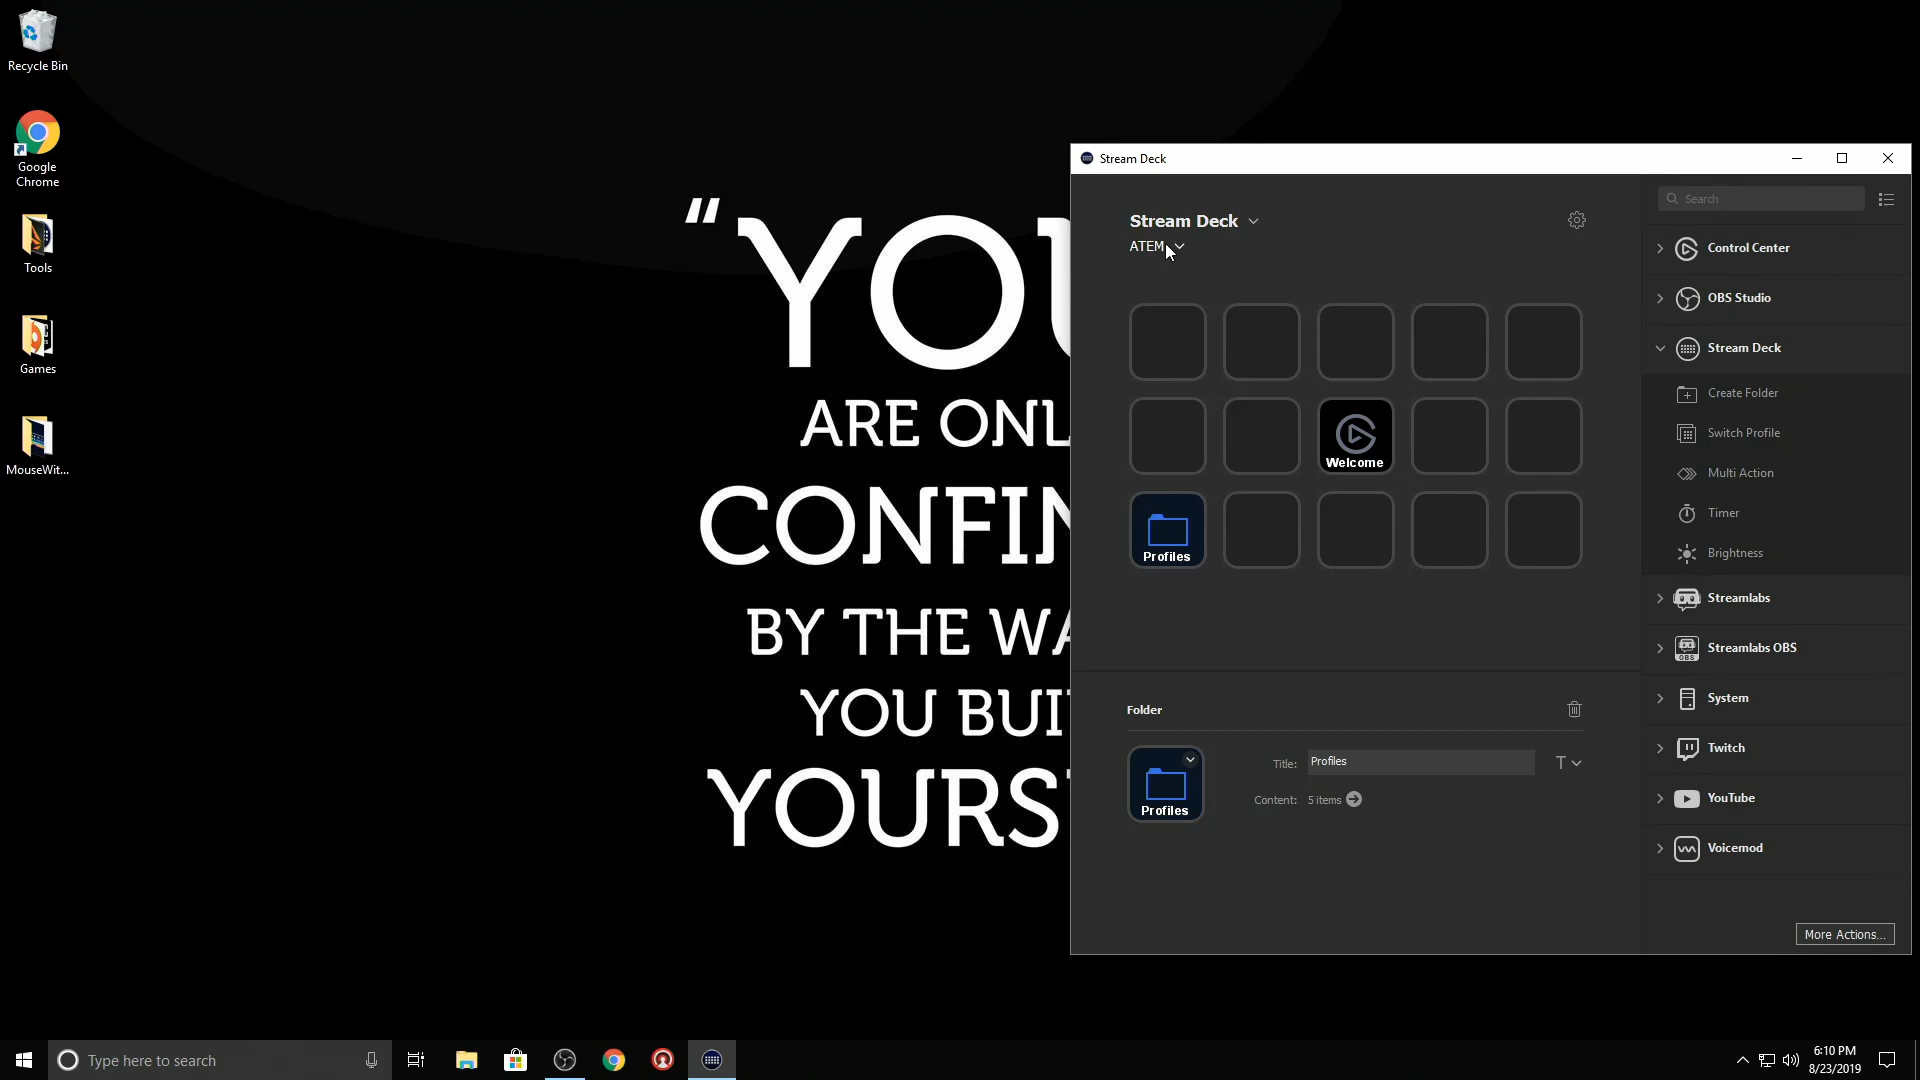 Recycle Bin
Google
Chrome
Tools
Games
MouseWit...
“YOU
ARE ONL
CONFIN
BY THE WA
YOU BUI
YOURS
Stream Deck
Stream Deck
ATEM
Welcome
Profiles
Folder
Profiles
Title: Profiles
T
Content: 5 items
Search
Control Center
OBS Studio
Stream Deck
Create Folder
Switch Profile
Multi Action
Timer
Brightness
Streamlabs
OBS
Streamlabs OBS
System
Twitch
YouTube
Voicemod
More Actions...
Type here to search
6:10 PM
8/23/2019